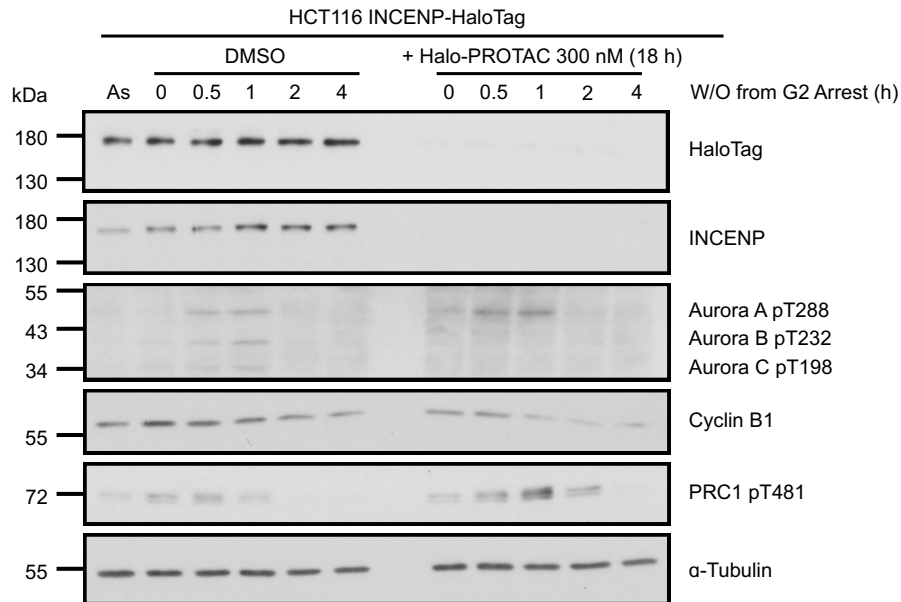 HCT116 INCENP-HaloTag
DMSO + Halo-PROTAC 300 nM (18 h)
kDa As 0 0.5 1 2 4 0 0.5 1 2 4 W/O from G2 Arrest (h)
180 HaloTag
130
180 INCENP
130
55 Aurora A pT288
43 Aurora B pT232
34 Aurora C pT198
Cyclin B1
55
72 PRC1 pT481
55 α-Tubulin